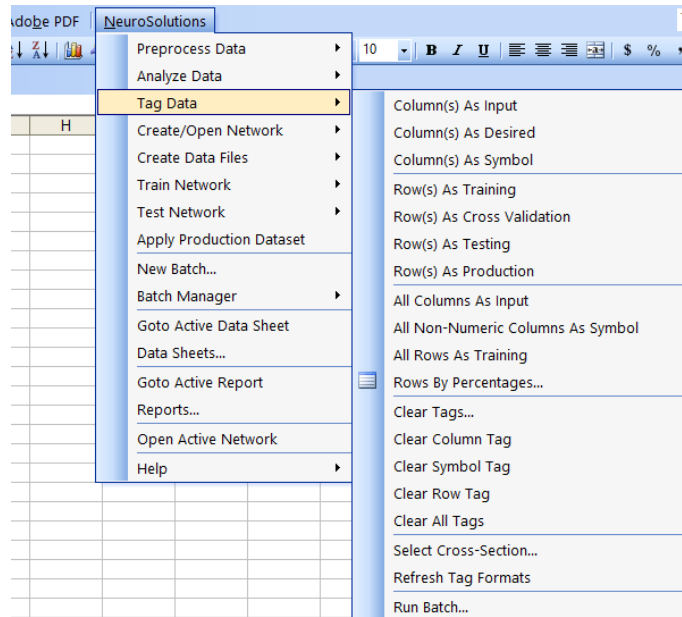 Adobe PDF NeuroSolutions
10 B I U $ %
H
Preprocess Data
Analyze Data
Tag Data
Create/Open Network
Create Data Files
Train Network
Test Network
Apply Production Dataset
New Batch...
Batch Manager
Goto Active Data Sheet
Data Sheets...
Goto Active Report
Reports...
Open Active Network
Help
Column(s) As Input
Column(s) As Desired
Column(s) As Symbol
Row(s) As Training
Row(s) As Cross Validation
Row(s) As Testing
Row(s) As Production
All Columns As Input
All Non-Numeric Columns As Symbol
All Rows As Training
Rows By Percentages...
Clear Tags...
Clear Column Tag
Clear Symbol Tag
Clear Row Tag
Clear All Tags
Select Cross-Section...
Refresh Tag Formats
Run Batch...